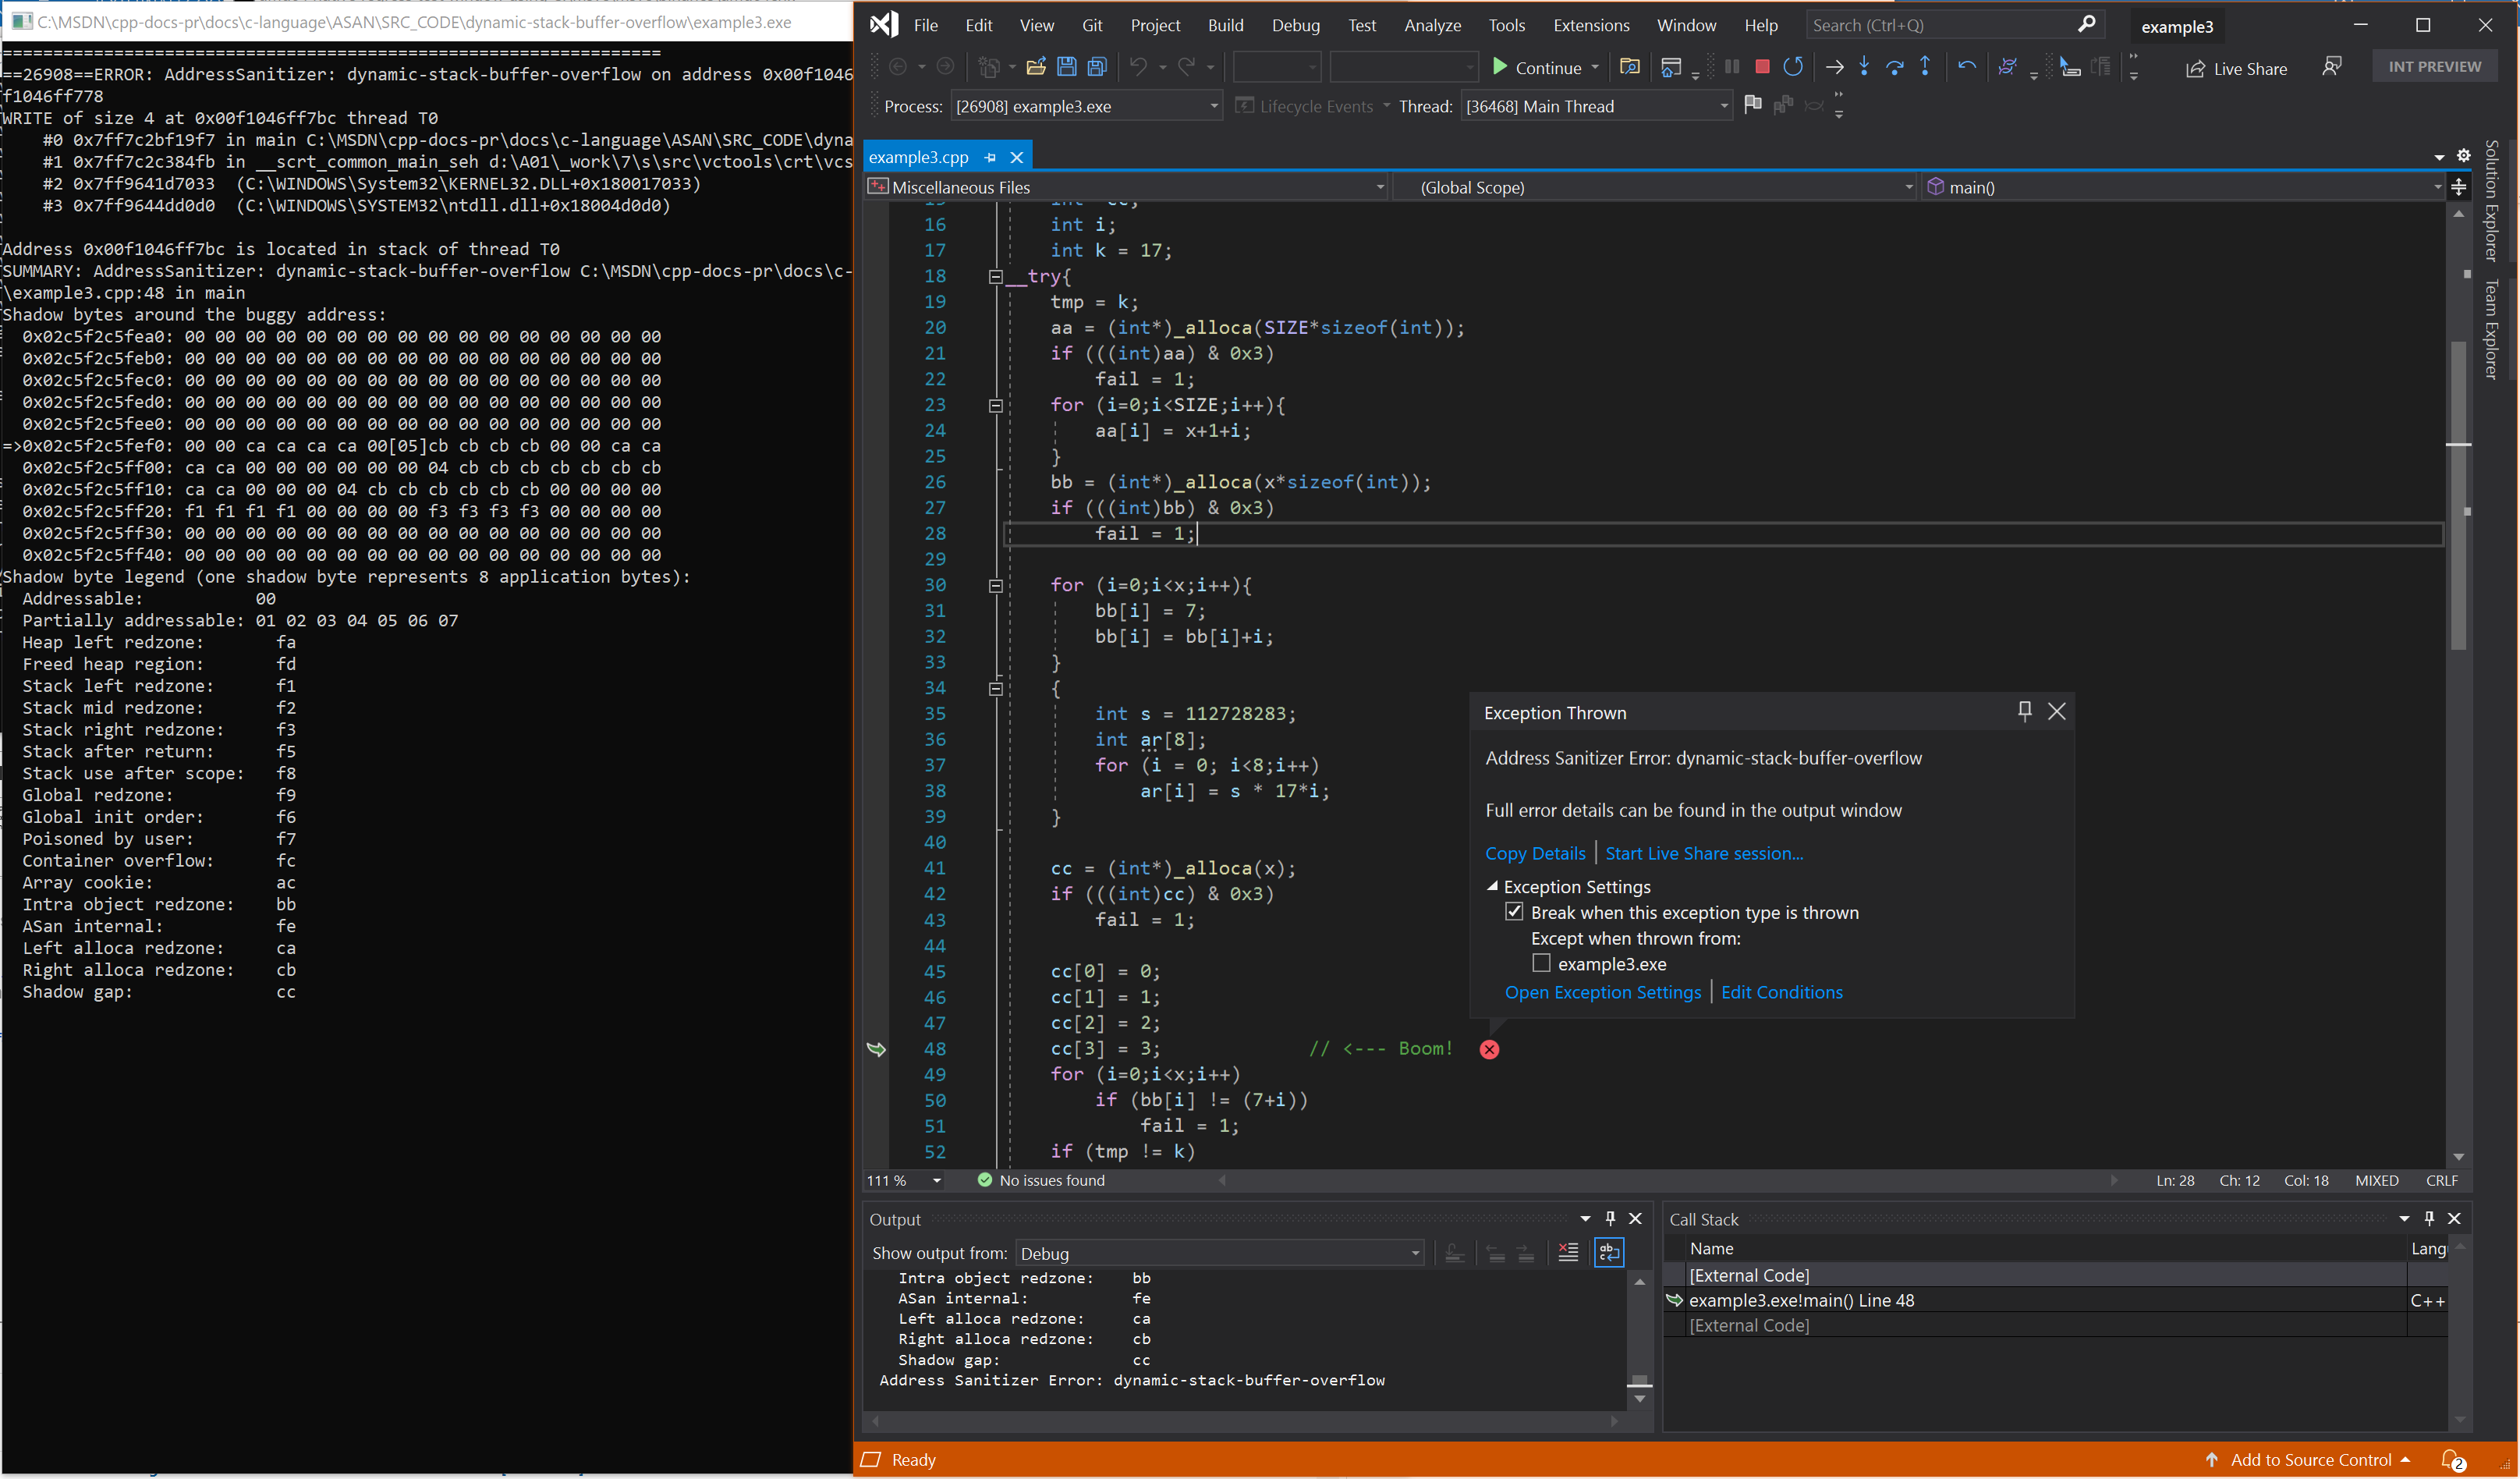 C:\MSDN\cpp-docs-pr\docs\c-language\ASAN\SRC_CODE\dynamic-stack-buffer-overflow\example3.exe
=================================================================
==26908==ERROR: AddressSanitizer: dynamic-stack-buffer-overflow on address 0x00f1046
f1046ff778
WRITE of size 4 at 0x00f1046ff7bc thread T0
    #0 0x7ff7c2bf19f7 in main C:\MSDN\cpp-docs-pr\docs\c-language\ASAN\SRC_CODE\dyna
    #1 0x7ff7c2c384fb in __scrt_common_main_seh d:\A01\_work\7\s\src\vctools\crt\vcs
    #2 0x7ff9641d7033  (C:\WINDOWS\System32\KERNEL32.DLL+0x180017033)
    #3 0x7ff9644dd0d0  (C:\WINDOWS\SYSTEM32\ntdll.dll+0x18004d0d0)
Address 0x00f1046ff7bc is located in stack of thread T0
SUMMARY: AddressSanitizer: dynamic-stack-buffer-overflow C:\MSDN\cpp-docs-pr\docs\c-
\example3.cpp:48 in main
Shadow bytes around the buggy address:
  0x02c5f2c5fea0: 00 00 00 00 00 00 00 00 00 00 00 00 00 00 00 00
  0x02c5f2c5feb0: 00 00 00 00 00 00 00 00 00 00 00 00 00 00 00 00
  0x02c5f2c5fec0: 00 00 00 00 00 00 00 00 00 00 00 00 00 00 00 00
  0x02c5f2c5fed0: 00 00 00 00 00 00 00 00 00 00 00 00 00 00 00 00
  0x02c5f2c5fee0: 00 00 00 00 00 00 00 00 00 00 00 00 00 00 00 00
=>0x02c5f2c5fef0: 00 00 ca ca ca ca 00[05]cb cb cb cb 00 00 ca ca
  0x02c5f2c5ff00: ca ca 00 00 00 00 00 00 04 cb cb cb cb cb cb cb
  0x02c5f2c5ff10: ca ca 00 00 00 04 cb cb cb cb cb cb 00 00 00 00
  0x02c5f2c5ff20: f1 f1 f1 f1 00 00 00 00 f3 f3 f3 f3 00 00 00 00
  0x02c5f2c5ff30: 00 00 00 00 00 00 00 00 00 00 00 00 00 00 00 00
  0x02c5f2c5ff40: 00 00 00 00 00 00 00 00 00 00 00 00 00 00 00 00
Shadow byte legend (one shadow byte represents 8 application bytes):
  Addressable:           00
  Partially addressable: 01 02 03 04 05 06 07
  Heap left redzone:       fa
  Freed heap region:       fd
  Stack left redzone:      f1
  Stack mid redzone:       f2
  Stack right redzone:     f3
  Stack after return:      f5
  Stack use after scope:   f8
  Global redzone:          f9
  Global init order:       f6
  Poisoned by user:        f7
  Container overflow:      fc
  Array cookie:            ac
  Intra object redzone:    bb
  ASan internal:           fe
  Left alloca redzone:     ca
  Right alloca redzone:    cb
  Shadow gap:              cc
File Edit View Git Project Build Debug Test Analyze Tools Extensions Window Help Search (Ctrl+Q) example3
Continue Live Share INT PREVIEW
Process: [26908] example3.exe Lifecycle Events Thread: [36468] Main Thread
example3.cpp
Miscellaneous Files (Global Scope) main()
16 int i;
17 int k = 17;
18 __try{
19 tmp = k;
20 aa = (int*)_alloca(SIZE*sizeof(int));
21 if (((int)aa) & 0x3)
22 fail = 1;
23 for (i=0;i<SIZE;i++){
24 aa[i] = x+1+i;
25 }
26 bb = (int*)_alloca(x*sizeof(int));
27 if (((int)bb) & 0x3)
28 fail = 1;
29
30 for (i=0;i<x;i++){
31 bb[i] = 7;
32 bb[i] = bb[i]+i;
33 }
34 {
35 int s = 112728283;
36 int ar[8];
37 for (i = 0; i<8;i++)
38 ar[i] = s * 17*i;
39 }
40
41 cc = (int*)_alloca(x);
42 if (((int)cc) & 0x3)
43 fail = 1;
44
45 cc[0] = 0;
46 cc[1] = 1;
47 cc[2] = 2;
48 cc[3] = 3; // <--- Boom!
49 for (i=0;i<x;i++)
50 if (bb[i] != (7+i))
51 fail = 1;
52 if (tmp != k)
Exception Thrown
Address Sanitizer Error: dynamic-stack-buffer-overflow
Full error details can be found in the output window
Copy Details | Start Live Share session...
Exception Settings
Break when this exception type is thrown
Except when thrown from:
example3.exe
Open Exception Settings | Edit Conditions
Solution Explorer
Team Explorer
111 % No issues found Ln: 28 Ch: 12 Col: 18 MIXED CRLF
Output
Show output from: Debug
Intra object redzone:    bb
ASan internal:           fe
Left alloca redzone:     ca
Right alloca redzone:    cb
Shadow gap:              cc
Address Sanitizer Error: dynamic-stack-buffer-overflow
Call Stack
Name Lang
[External Code]
example3.exe!main() Line 48 C++
[External Code]
Ready Add to Source Control 2